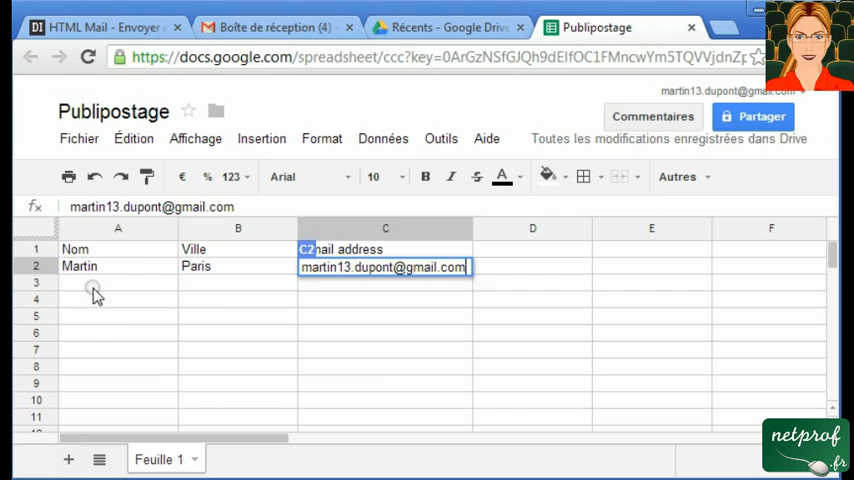 HTML Mail - Envoyer
Boîte de réception (4)
Récents - Google Drive
Publipostage
https://docs.google.com/spreadsheet/ccc?key=0ArGzNSfGJQh9dEIfOC1FMncwYm5TQVVjdnZp
martin13.dupont@gmail.com
Publipostage
Commentaires
Partager
Fichier Édition Affichage Insertion Format Données Outils Aide Toutes les modifications enregistrées dans Drive
€ % 123 Arial 10 B I S A Autres
fx martin13.dupont@gmail.com
A B C D E F
1 Nom Ville C2 mail address
2 Martin Paris martin13.dupont@gmail.com
3
4
5
6
7
8
9
10
11
+ Feuille 1
netprof
.fr